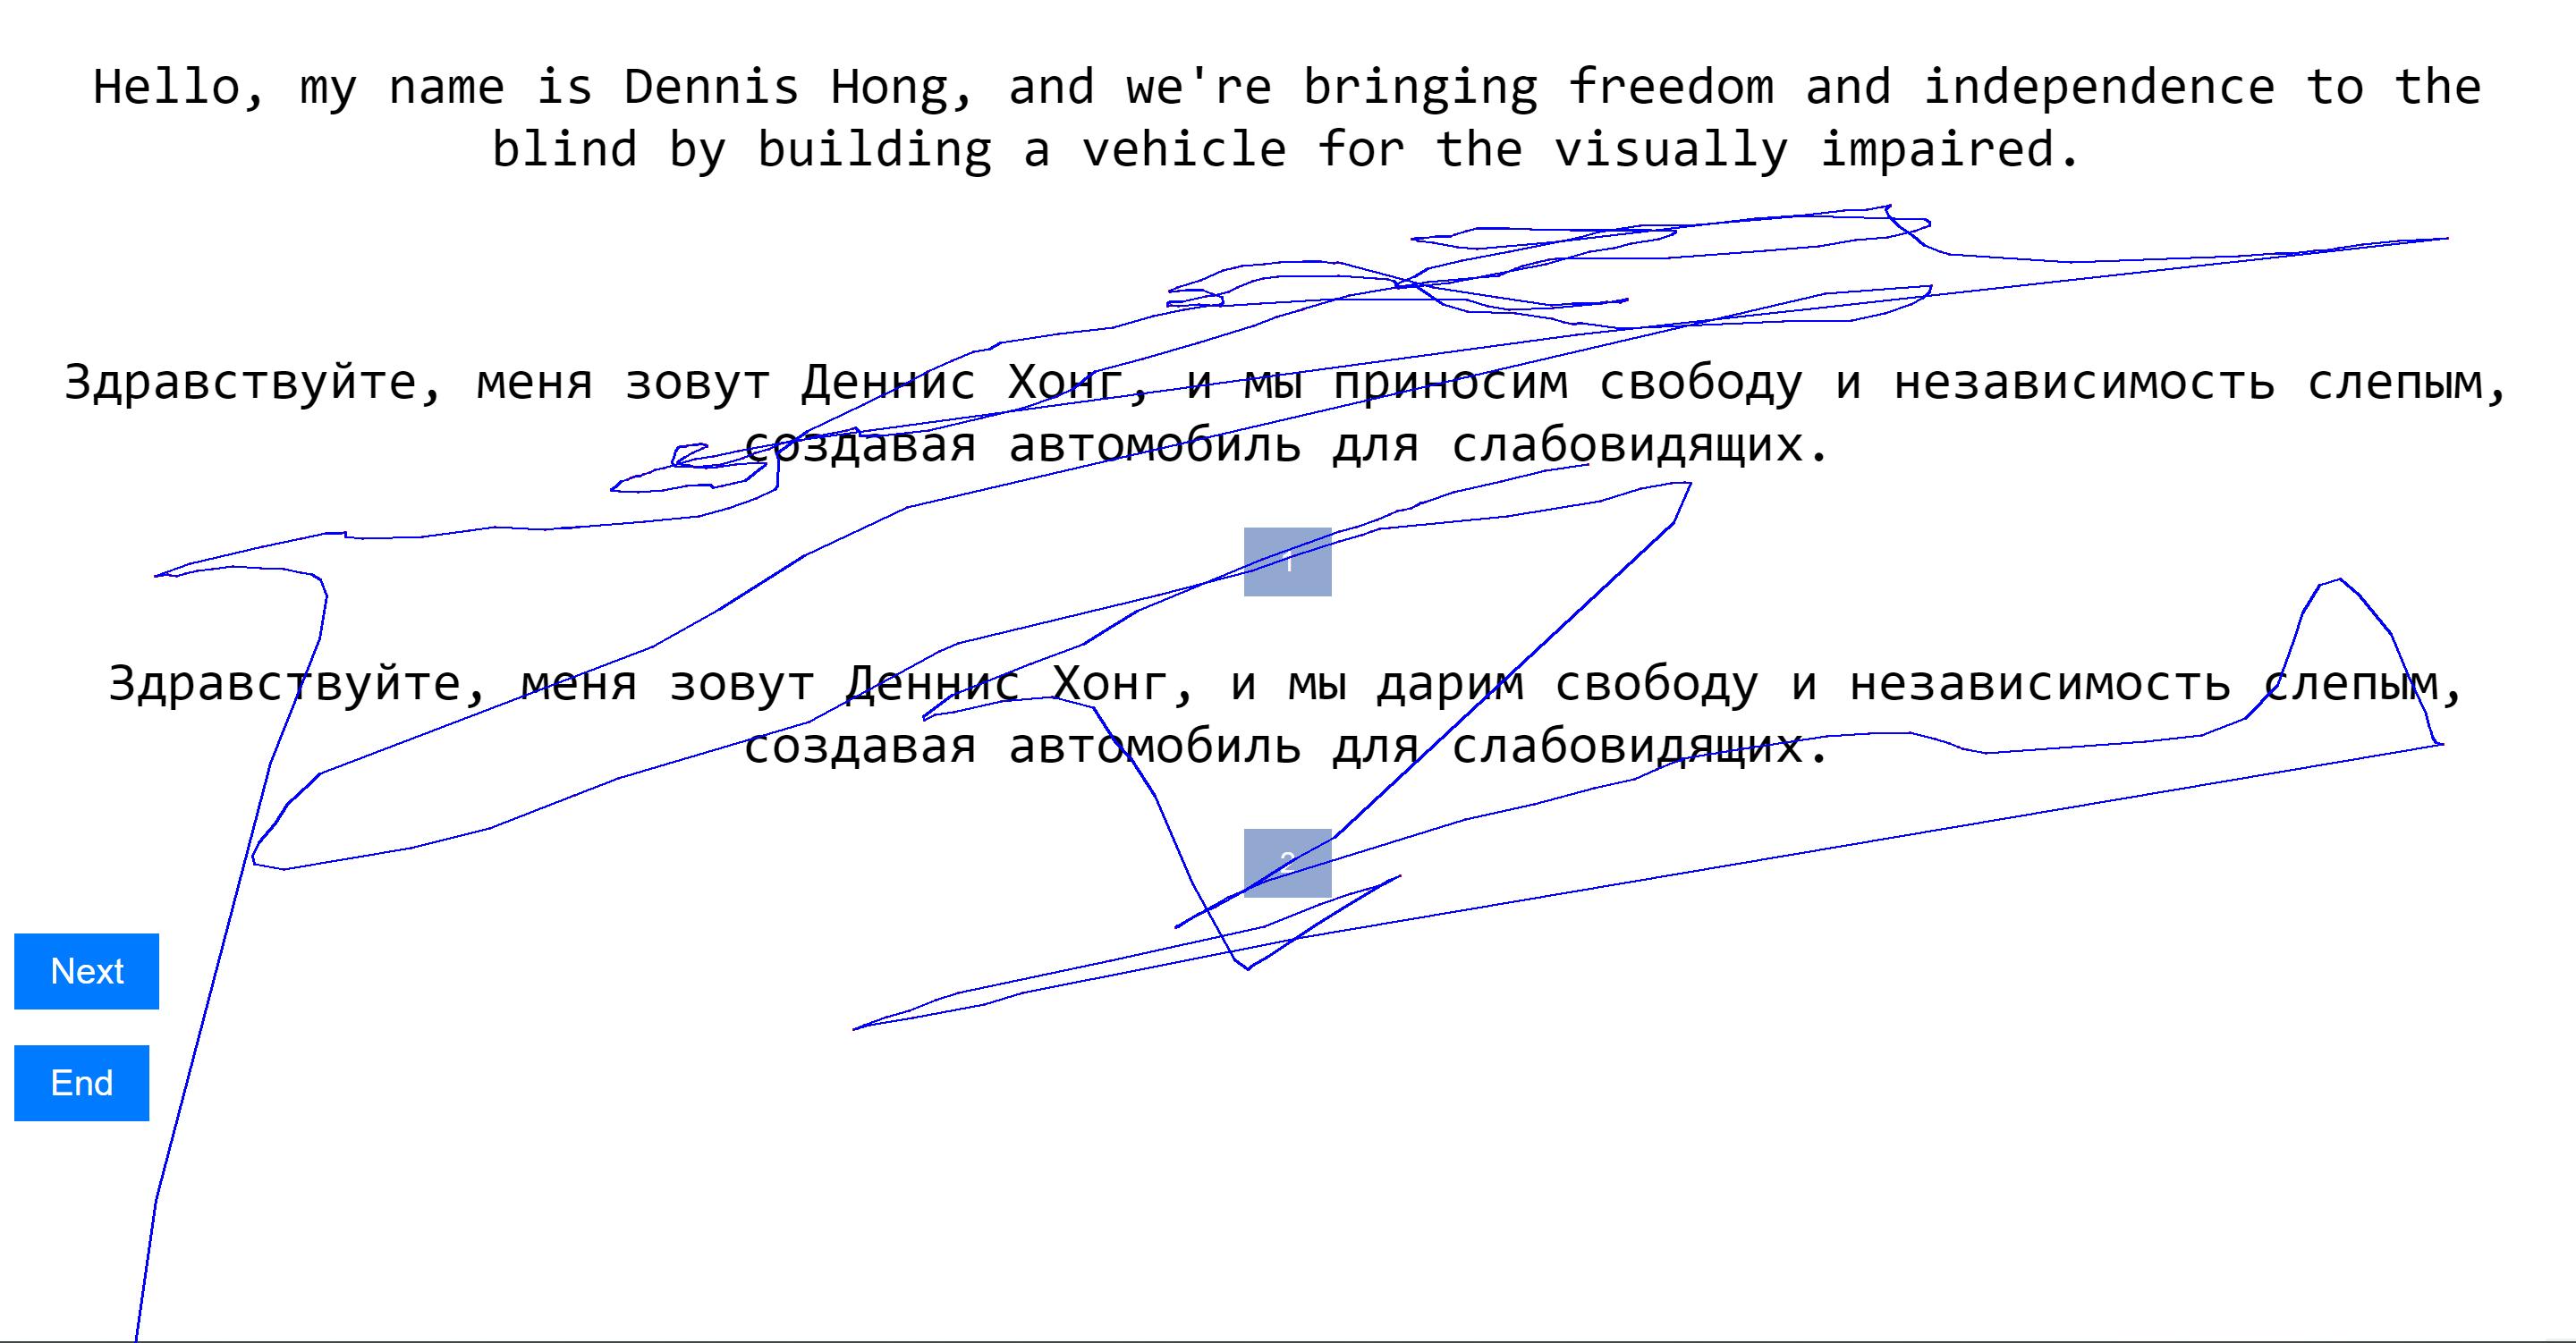 Hello, my name is Dennis Hong, and we're bringing freedom and independence to the
blind by building a vehicle for the visually impaired.
Здравствуйте, меня зовут Деннис Хонг, и мы приносим свободу и независимость слепым,
создавая автомобиль для слабовидящих.
1
Здравствуйте, меня зовут Деннис Хонг, и мы дарим свободу и независимость слепым,
создавая автомобиль для слабовидящих.
2
Next
End